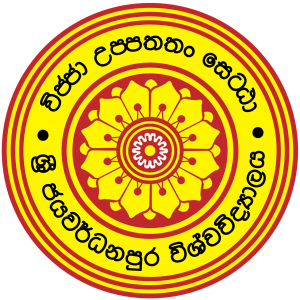 විජ්ජා උප්පතතං සෙට්ඨා
ශ්‍රී ජයවර්ධනපුර විශ්වවිද්‍යාලය